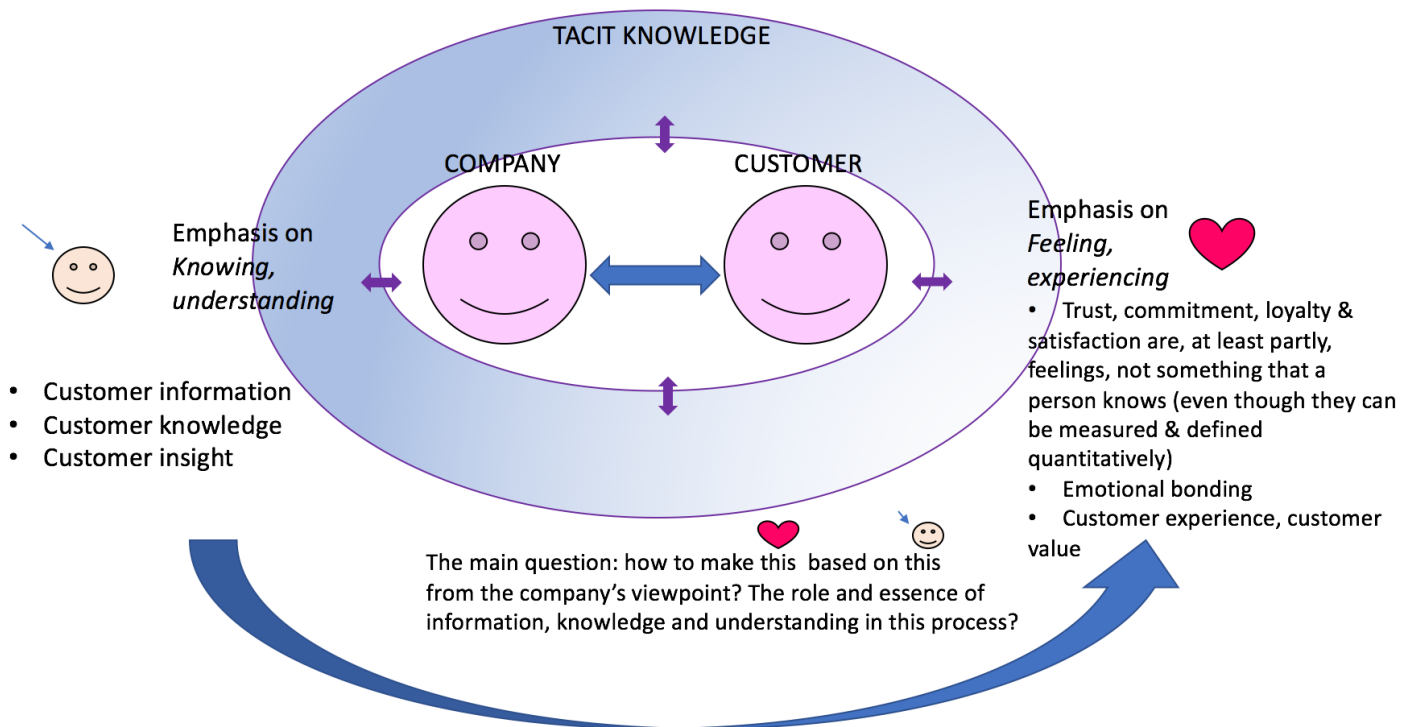 TACIT KNOWLEDGE
COMPANY
CUSTOMER
Emphasis on
Knowing,
understanding
• Customer information
• Customer knowledge
• Customer insight
Emphasis on
Feeling,
experiencing
• Trust, commitment, loyalty &
satisfaction are, at least partly,
feelings, not something that a
person knows (even though they can
be measured & defined
quantitatively)
• Emotional bonding
• Customer experience, customer
value
The main question: how to make this based on this
from the company’s viewpoint? The role and essence of
information, knowledge and understanding in this process?